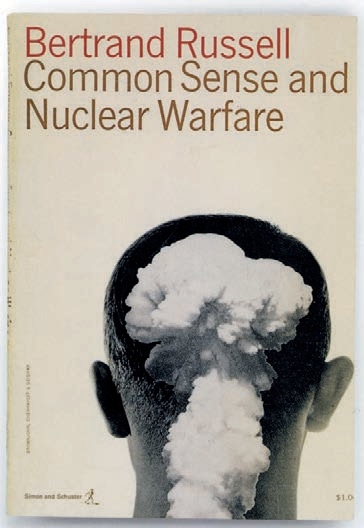 Bertrand Russell
Common Sense and
Nuclear Warfare
Simon and Schuster
$1.0